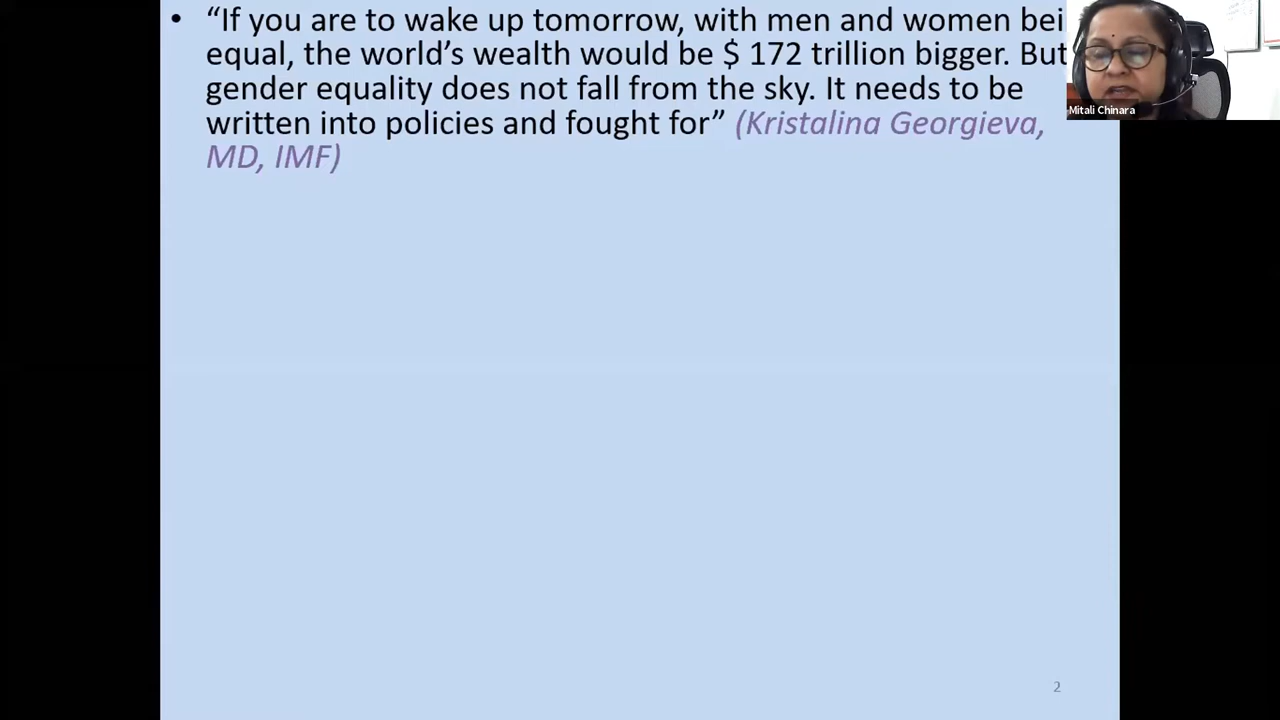 • “If you are to wake up tomorrow, with men and women bei
equal, the world’s wealth would be $ 172 trillion bigger. But
gender equality does not fall from the sky. It needs to be
written into policies and fought for” (Kristalina Georgieva,
MD, IMF)
Mitali Chinara
2